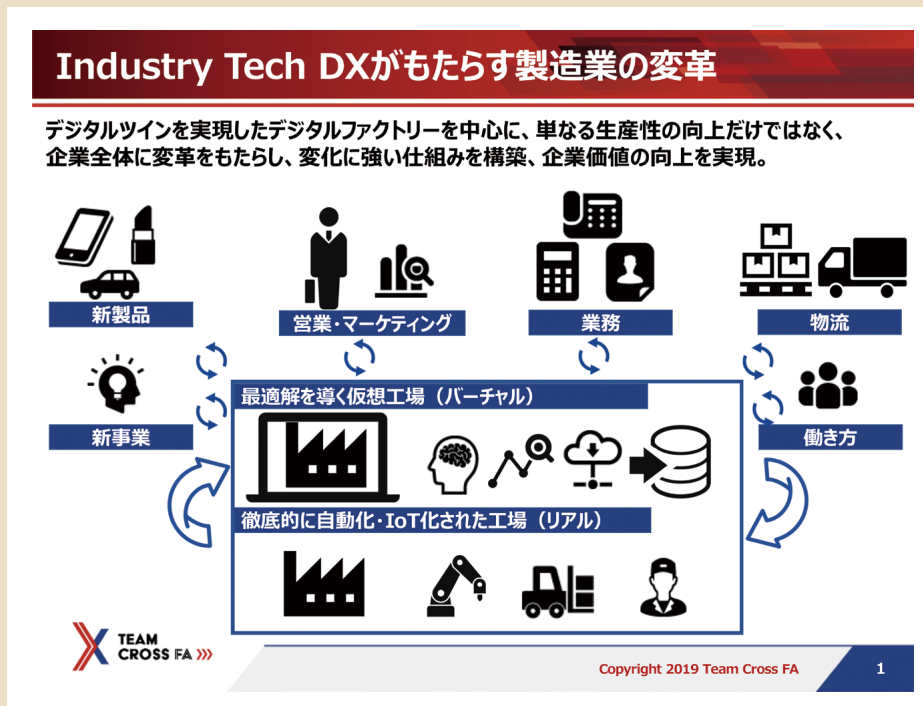 Industry Tech DXがもたらす製造業の変革
デジタルツインを実現したデジタルファクトリーを中心に、単なる生産性の向上だけではなく、
企業全体に変革をもたらし、変化に強い仕組みを構築、企業価値の向上を実現。
新製品
営業・マーケティング
業務
物流
新事業
働き方
最適解を導く仮想工場（バーチャル）
徹底的に自動化・IoT化された工場（リアル）
TEAM
CROSS FA
Copyright 2019 Team Cross FA
1